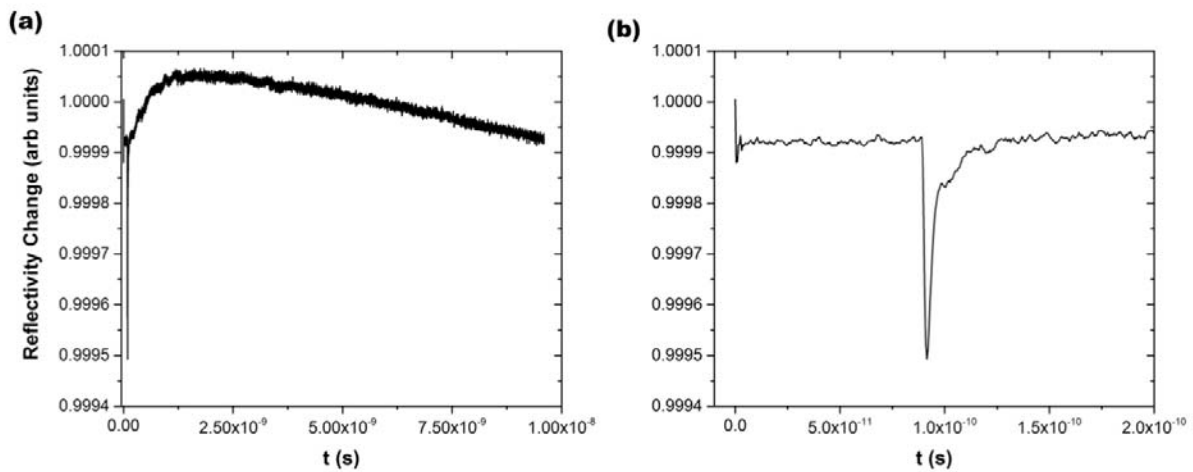 (a)
Reflectivity Change (arb units)
1.0001
1.0000
0.9999
0.9998
0.9997
0.9996
0.9995
0.9994
0.00 2.50x10⁻⁹ 5.00x10⁻⁹ 7.50x10⁻⁹ 1.00x10⁻⁸
t (s)
(b)
1.0001
1.0000
0.9999
0.9998
0.9997
0.9996
0.9995
0.9994
0.0 5.0x10⁻¹¹ 1.0x10⁻¹⁰ 1.5x10⁻¹⁰ 2.0x10⁻¹⁰
t (s)